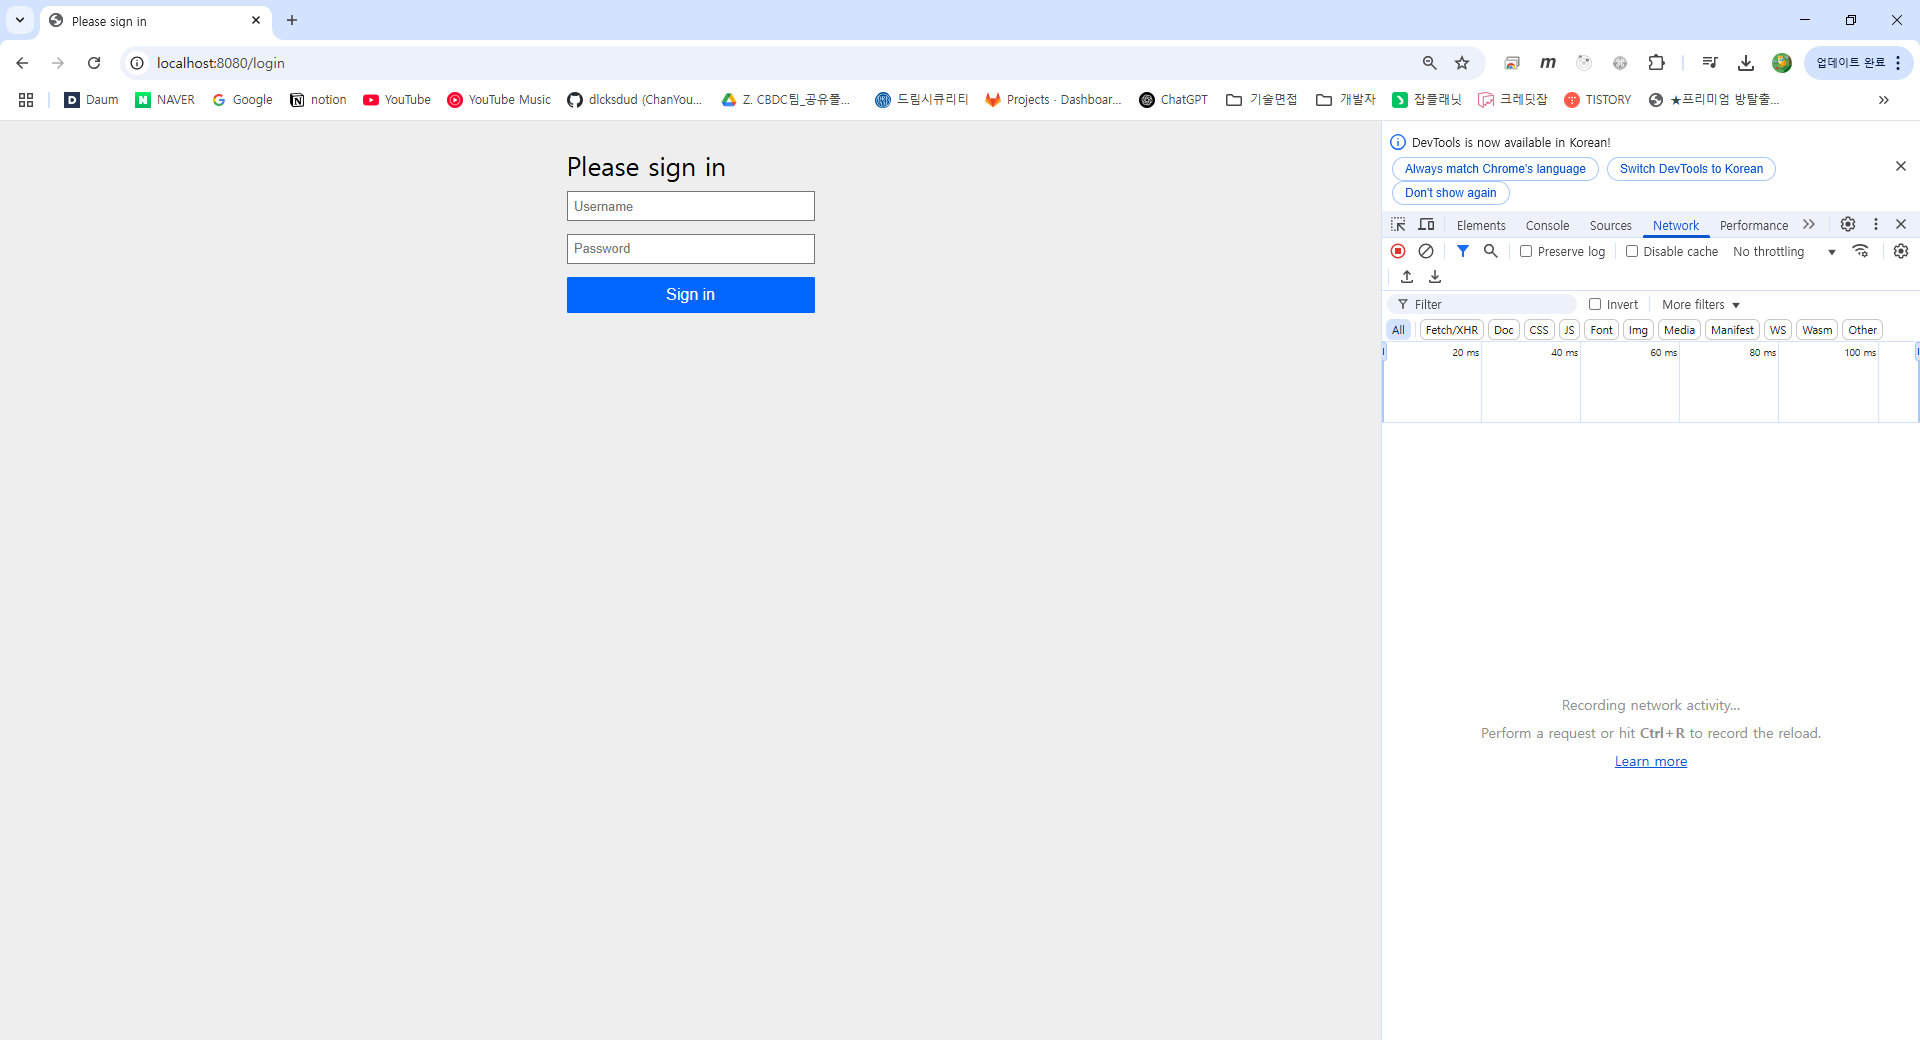 Please sign in
localhost:8080/login
업데이트 완료
Daum NAVER Google notion YouTube YouTube Music dlcksdud (ChanYou... Z. CBDC팀_공유폴... 드림시큐리티 Projects · Dashboar... ChatGPT 기술면접 개발자 잡플래닛 크레딧잡 TISTORY ★프리미엄 방탈출...
Please sign in
Username
Password
Sign in
DevTools is now available in Korean!
Always match Chrome's language Switch DevTools to Korean
Don't show again
Elements Console Sources Network Performance
Preserve log Disable cache No throttling
Filter Invert More filters
All Fetch/XHR Doc CSS JS Font Img Media Manifest WS Wasm Other
20 ms 40 ms 60 ms 80 ms 100 ms
Recording network activity...
Perform a request or hit Ctrl+R to record the reload.
Learn more